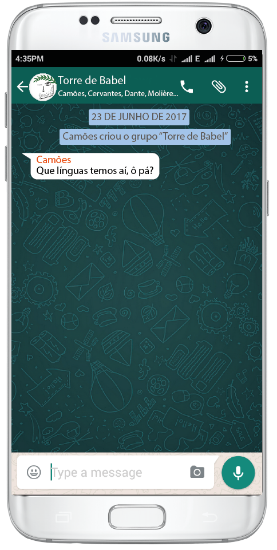 SAMSUNG
4:35PM 0.08K/s E 5%
Torre de Babel
Camões, Cervantes, Dante, Molière...
23 DE JUNHO DE 2017
Camões criou o grupo “Torre de Babel”
Camões
Que línguas temos aí, ô pá?
Type a message